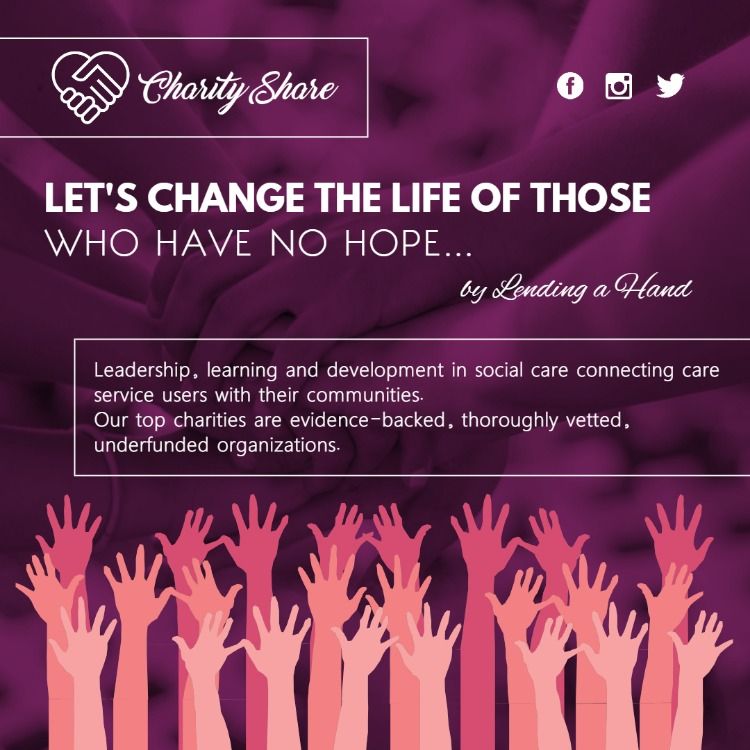 Charity Share
LET'S CHANGE THE LIFE OF THOSE
WHO HAVE NO HOPE...
by Lending a Hand
Leadership, learning and development in social care connecting care
service users with their communities.
Our top charities are evidence-backed, thoroughly vetted,
underfunded organizations.